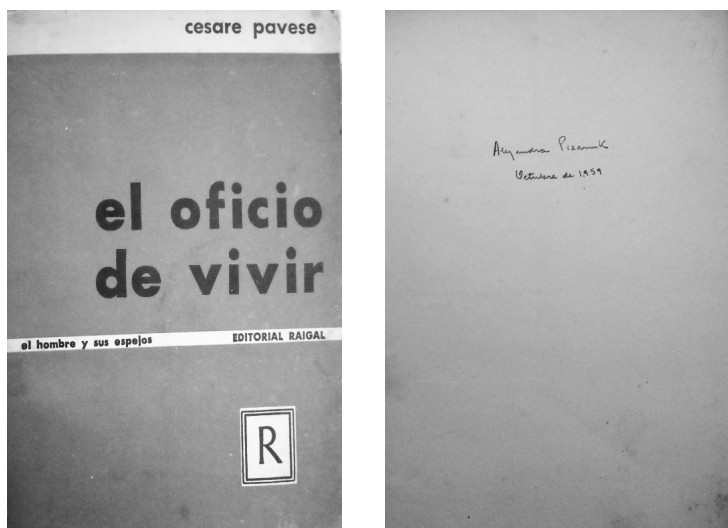 cesare pavese
el oficio
de vivir
el hombre y sus espejos EDITORIAL RAIGAL
R
Alejandra Pizarnik
Octubre de 1959